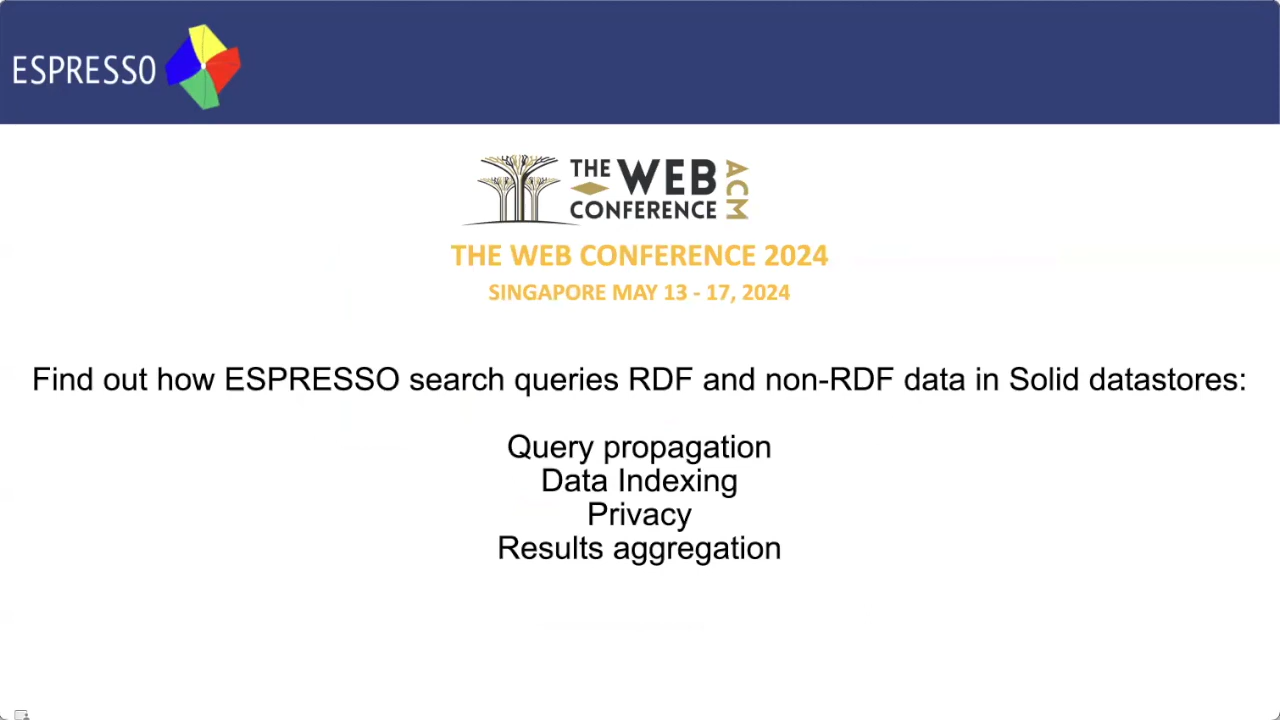 ESPRESSO
THE WEB
CONFERENCE
ACM
THE WEB CONFERENCE 2024
SINGAPORE MAY 13 - 17, 2024
Find out how ESPRESSO search queries RDF and non-RDF data in Solid datastores:
Query propagation
Data Indexing
Privacy
Results aggregation